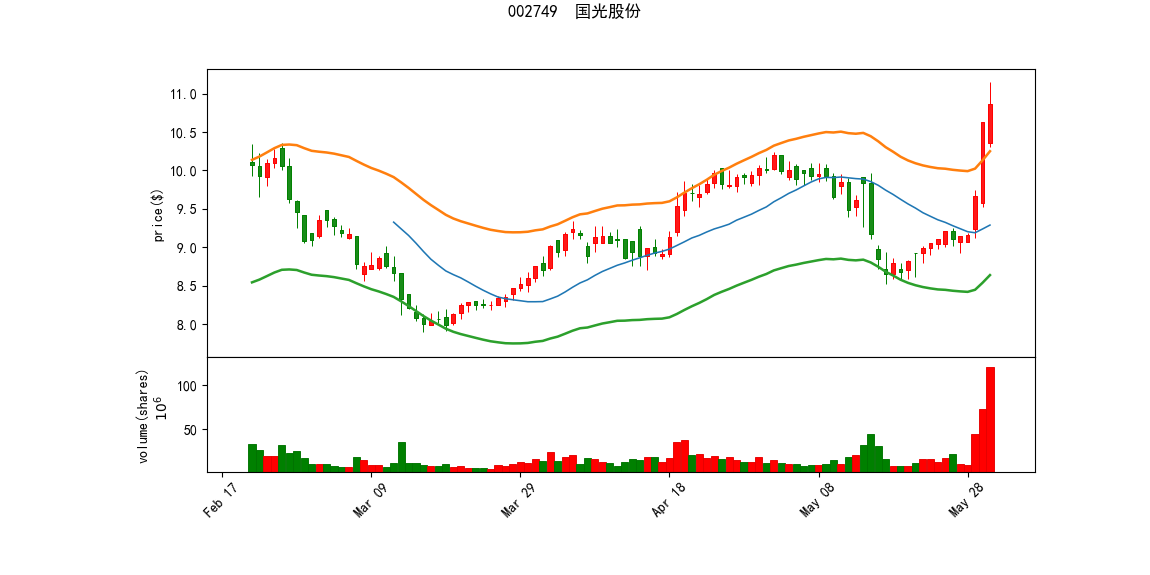 002749 国光股份
price($)
11.0
10.5
10.0
9.5
9.0
8.5
8.0
volume(shares)
10^6
100
50
Feb 17
Mar 09
Mar 29
Apr 18
May 08
May 28